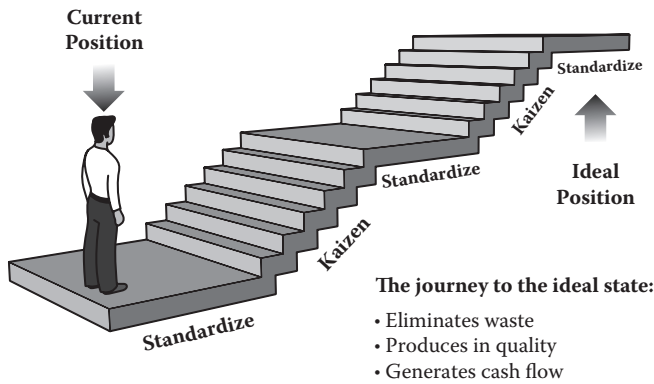 Current
Position
Standardize
Kaizen
Standardize
Kaizen
Standardize
Ideal
Position
The journey to the ideal state:
• Eliminates waste
• Produces in quality
• Generates cash flow